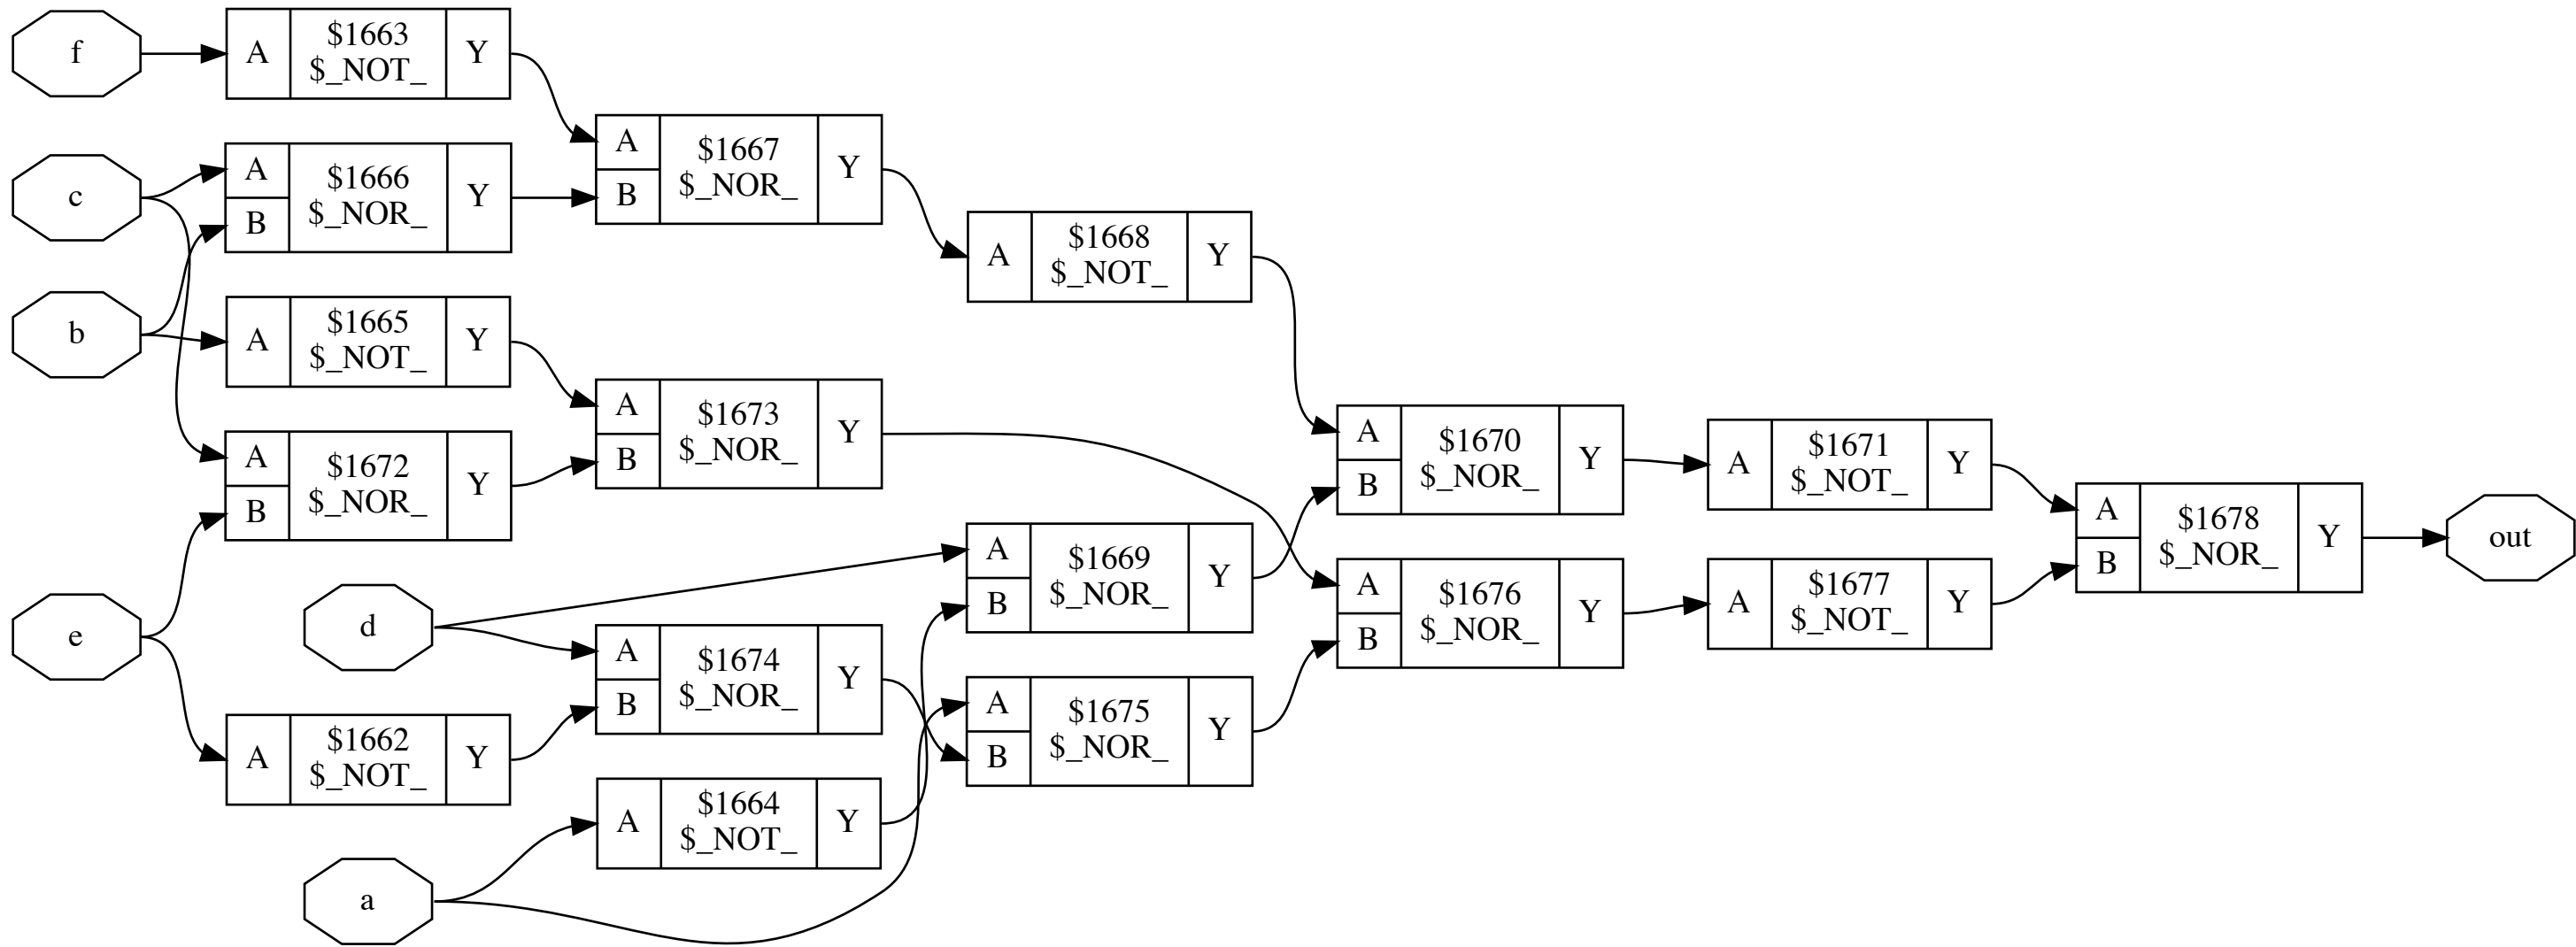 f
A
$1663
$_NOT_
Y
c
A
B
$1666
$_NOR_
Y
A
B
$1667
$_NOR_
Y
A
$1668
$_NOT_
Y
b
A
$1665
$_NOT_
Y
A
B
$1673
$_NOR_
Y
A
B
$1672
$_NOR_
Y
A
B
$1670
$_NOR_
Y
A
$1671
$_NOT_
Y
A
B
$1678
$_NOR_
Y
out
e
d
A
B
$1669
$_NOR_
Y
A
B
$1676
$_NOR_
Y
A
$1677
$_NOT_
Y
A
B
$1674
$_NOR_
Y
A
B
$1675
$_NOR_
Y
A
$1662
$_NOT_
Y
A
$1664
$_NOT_
Y
a